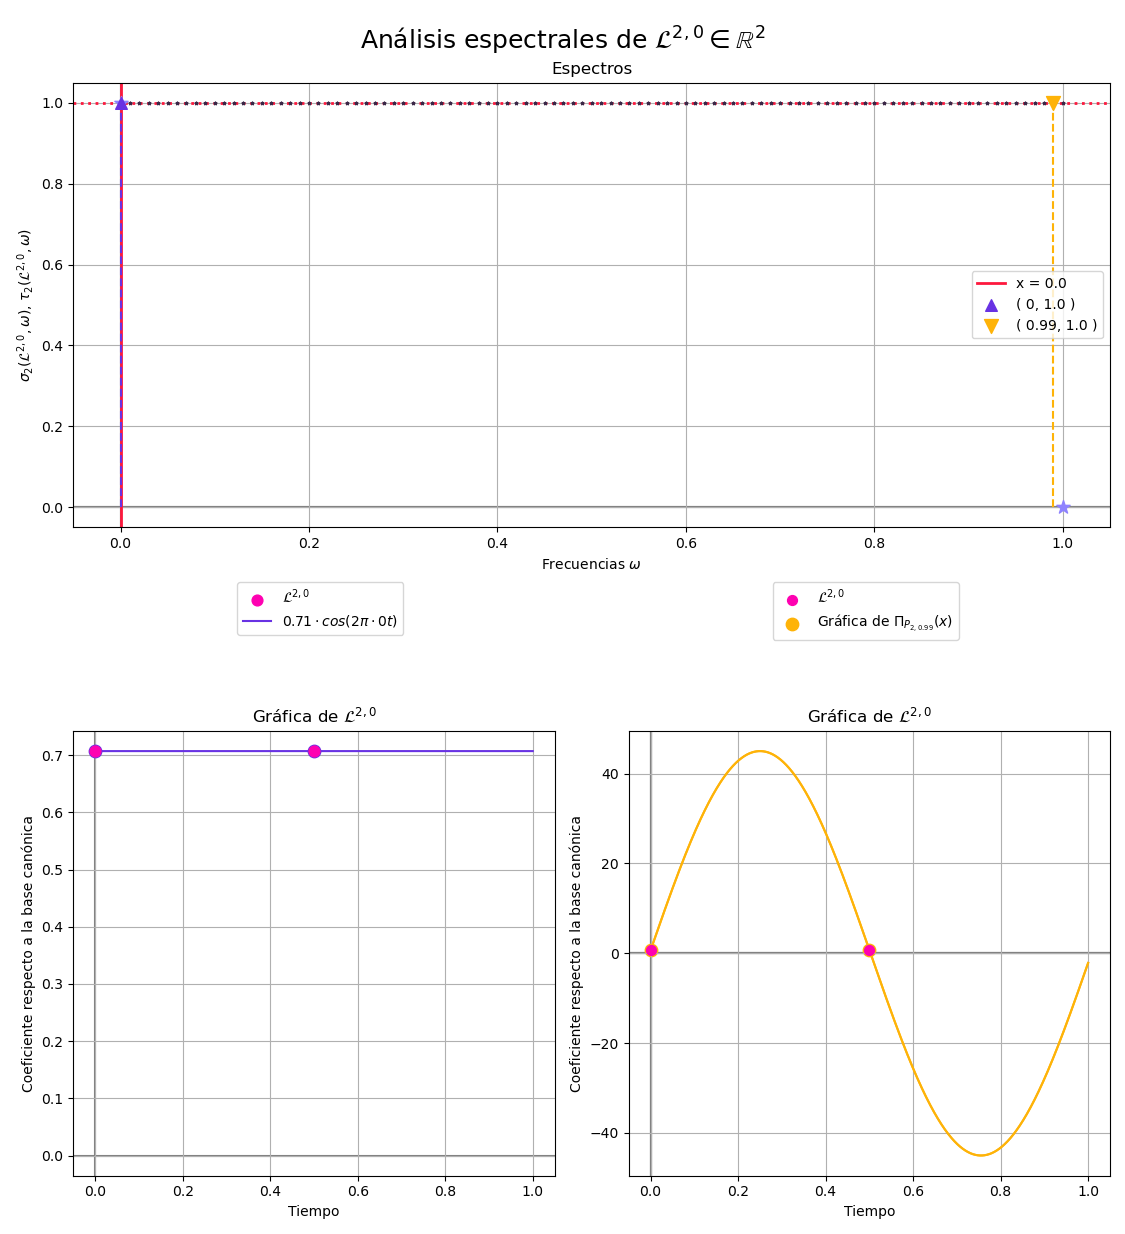 Análisis espectrales de ℒ^{2,0} ∈ ℝ^2
Espectros
σ_2(ℒ^{2,0}, ω), τ_2(ℒ^{2,0}, ω)
1.0
0.8
0.6
0.4
0.2
0.0
x = 0.0
( 0, 1.0 )
( 0.99, 1.0 )
0.0 0.2 0.4 0.6 0.8 1.0
Frecuencias ω
ℒ^{2,0}
0.71 · cos(2π · 0t)
ℒ^{2,0}
Gráfica de Π_{P_{2,0.99}}(x)
Gráfica de ℒ^{2,0}
Coeficiente respecto a la base canónica
0.7
0.6
0.5
0.4
0.3
0.2
0.1
0.0
0.0 0.2 0.4 0.6 0.8 1.0
Tiempo
Gráfica de ℒ^{2,0}
Coeficiente respecto a la base canónica
40
20
0
−20
−40
0.0 0.2 0.4 0.6 0.8 1.0
Tiempo